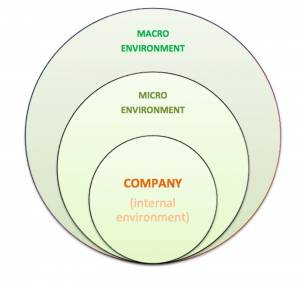 MACRO
ENVIRONMENT
MICRO
ENVIRONMENT
COMPANY
(internal
environment)